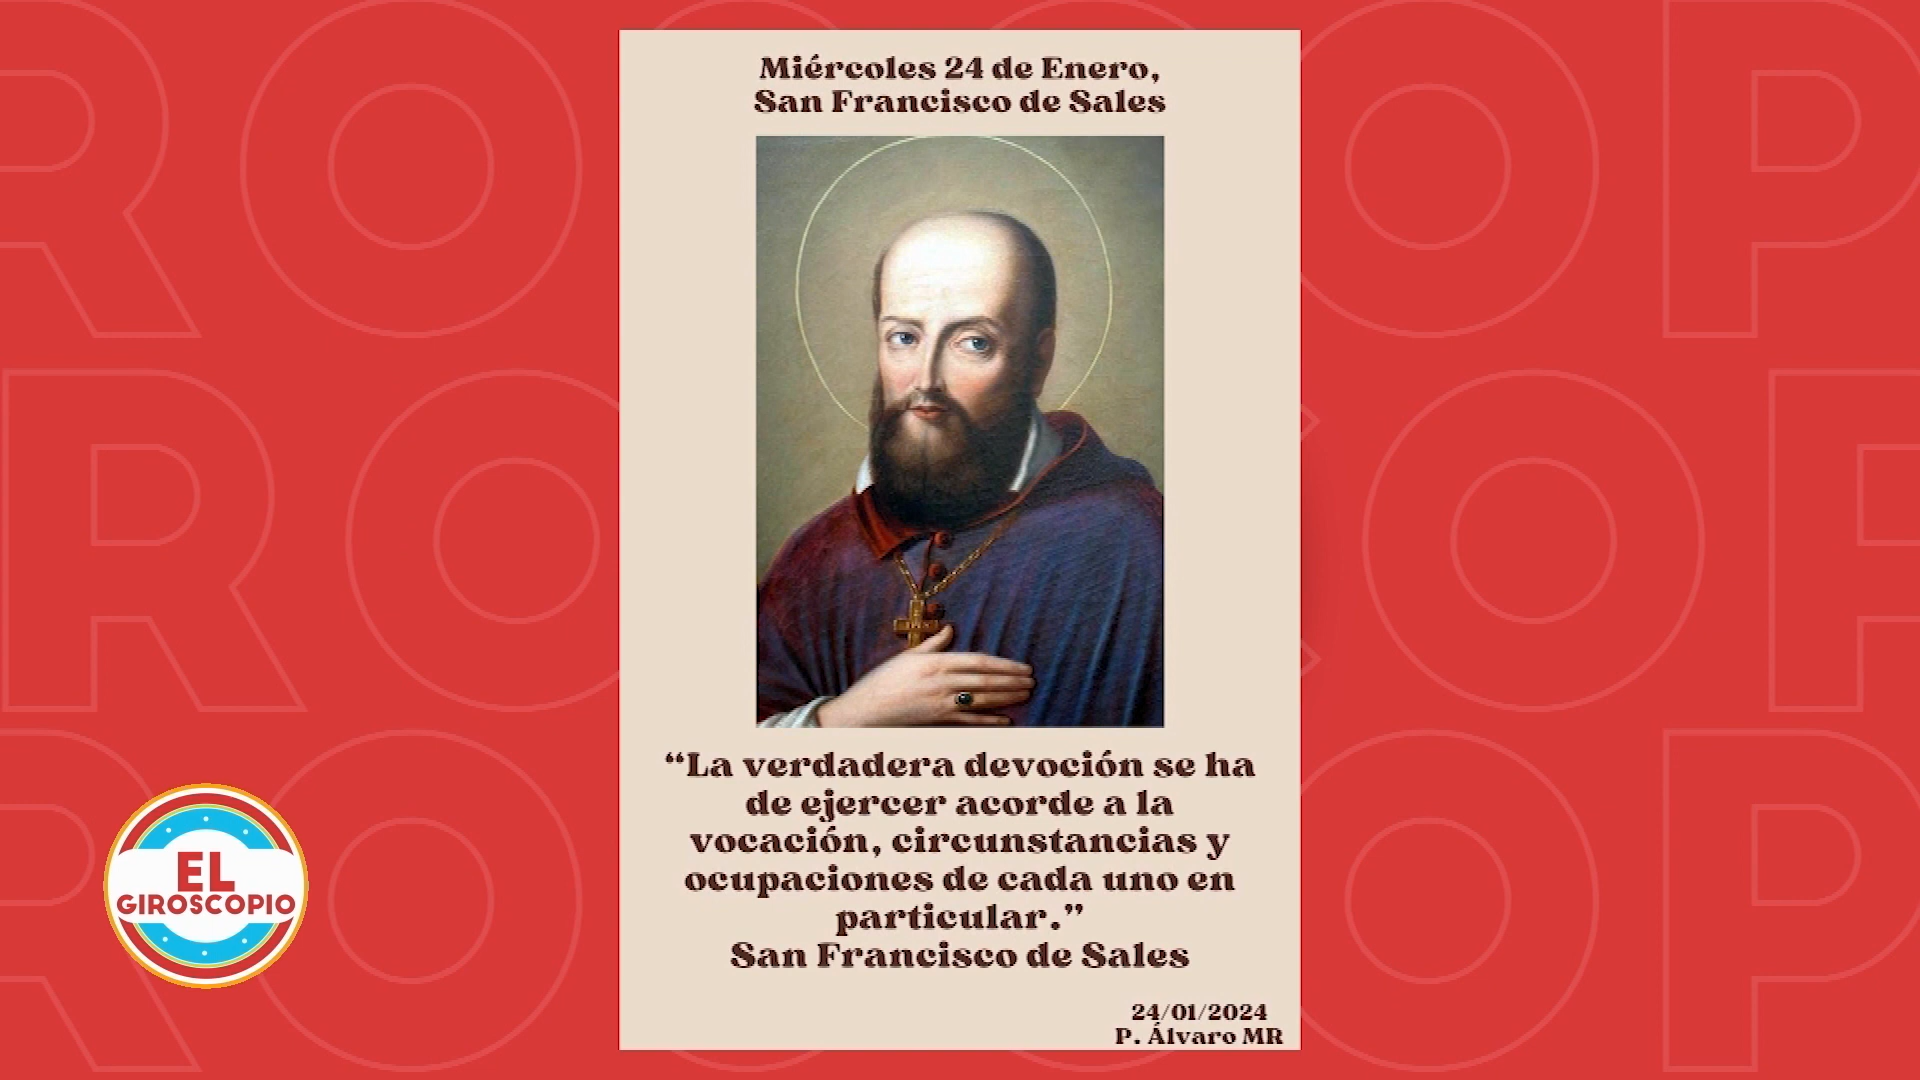 Miércoles 24 de Enero,
San Francisco de Sales
“La verdadera devoción se ha
de ejercer acorde a la
vocación, circunstancias y
ocupaciones de cada uno en
particular.”
San Francisco de Sales
24/01/2024
P. Álvaro MR
EL
GIROSCOPIO